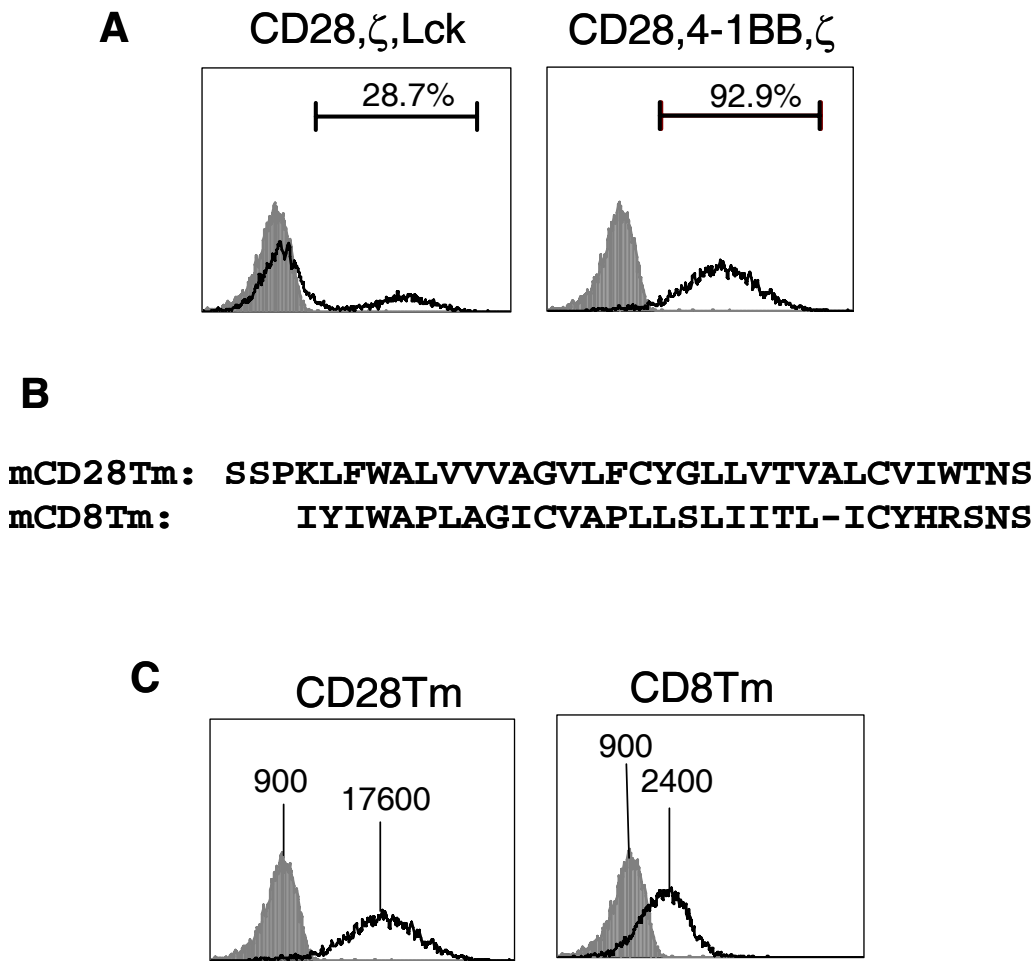 A
CD28,ζ,Lck
CD28,4-1BB,ζ
28.7%
92.9%
B
mCD28Tm: SSPKLFWALVVVAGVLFCYGLLVTVALCVIWTNS
mCD8Tm: IYIWAPLAGICVAPLLSLIITL-ICYHRSNS
C
CD28Tm
CD8Tm
900
17600
900
2400